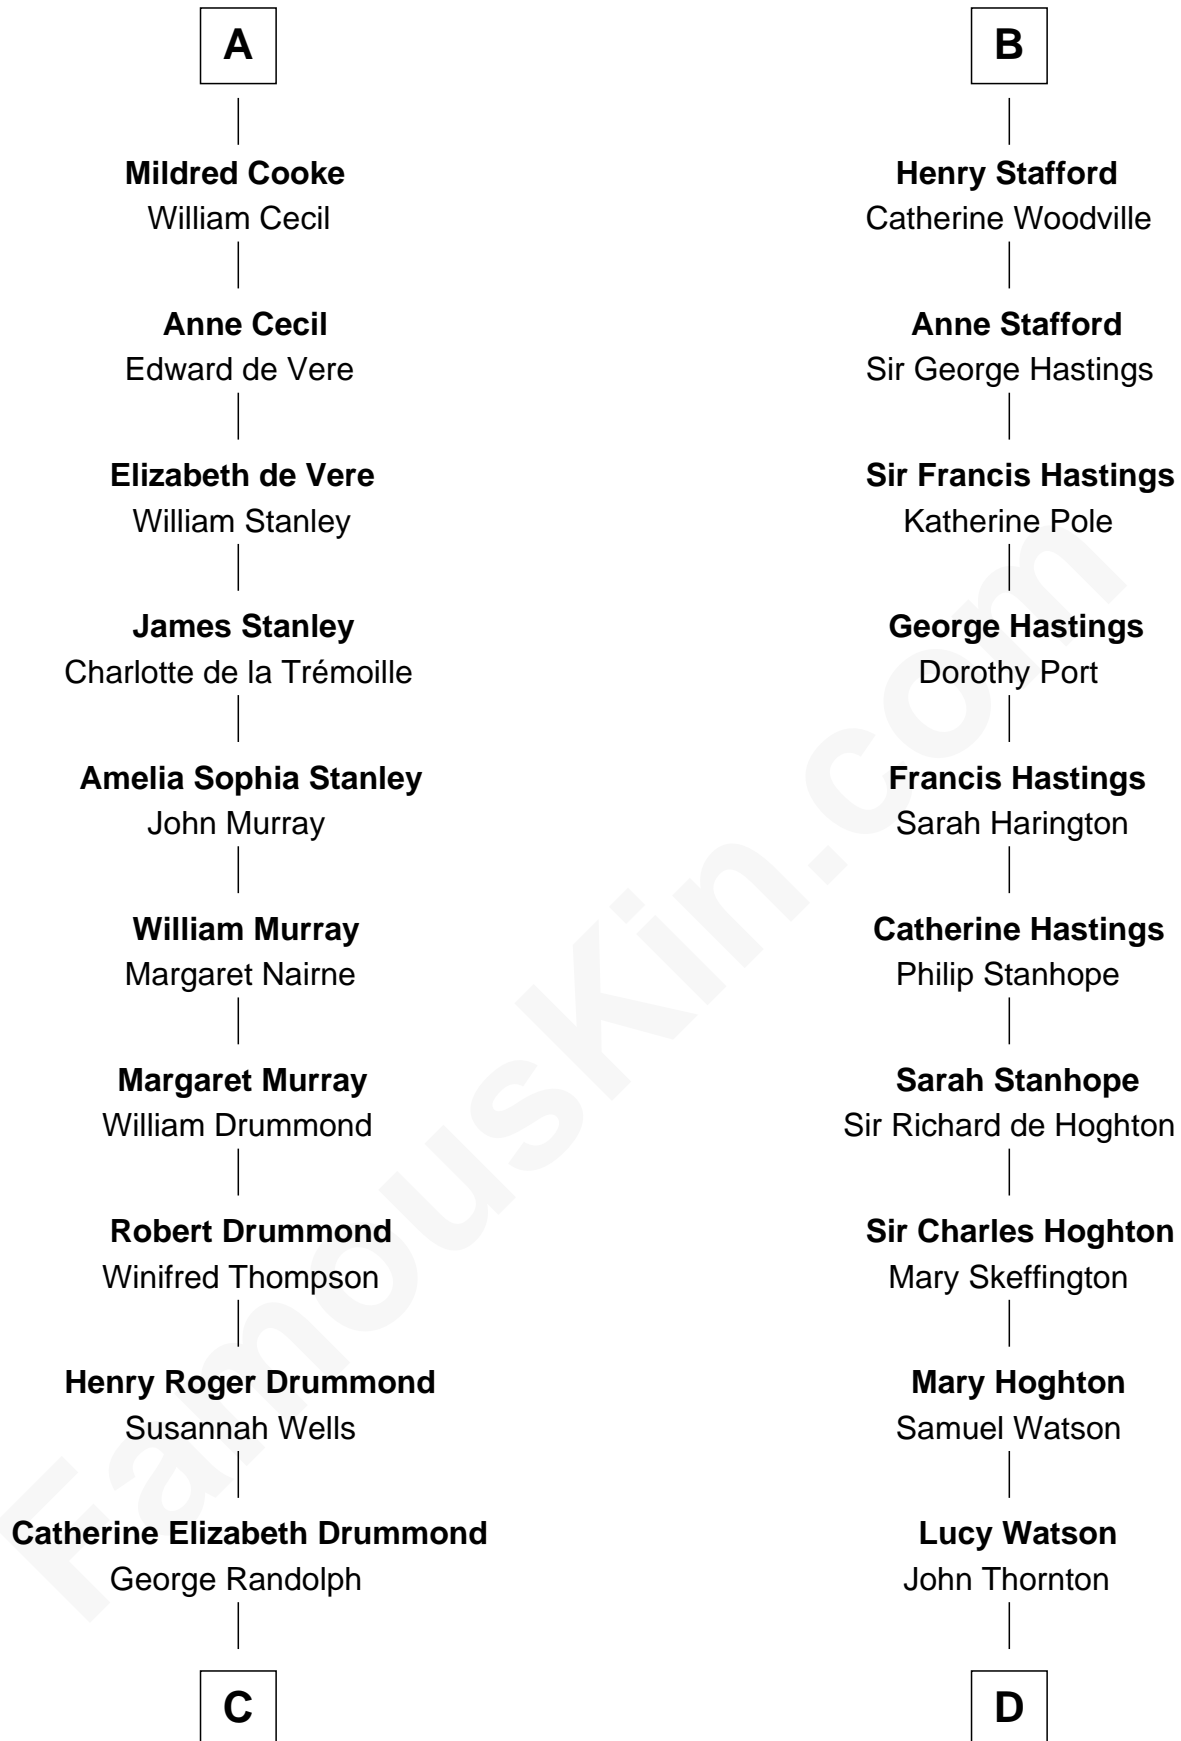 A
Mildred Cooke
William Cecil
Anne Cecil
Edward de Vere
Elizabeth de Vere
William Stanley
James Stanley
Charlotte de la Trémoille
Amelia Sophia Stanley
John Murray
William Murray
Margaret Nairne
Margaret Murray
William Drummond
Robert Drummond
Winifred Thompson
Henry Roger Drummond
Susannah Wells
Catherine Elizabeth Drummond
George Randolph
C
B
Henry Stafford
Catherine Woodville
Anne Stafford
Sir George Hastings
Sir Francis Hastings
Katherine Pole
George Hastings
Dorothy Port
Francis Hastings
Sarah Harington
Catherine Hastings
Philip Stanhope
Sarah Stanhope
Sir Richard de Hoghton
Sir Charles Hoghton
Mary Skeffington
Mary Hoghton
Samuel Watson
Lucy Watson
John Thornton
D
FamousKin.com